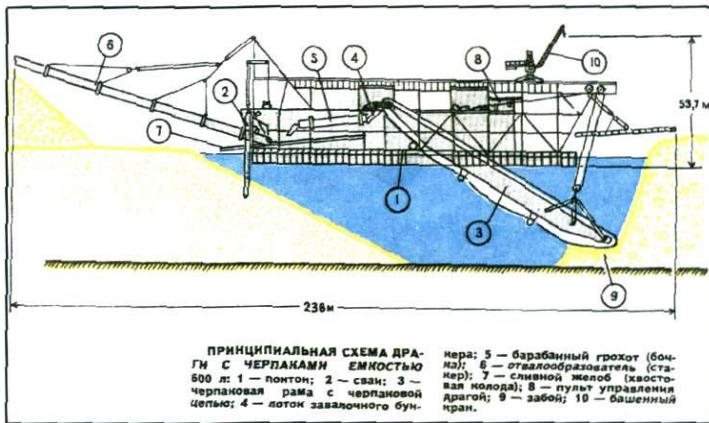 6
5
4
8
10
2
7
53,7 м
1
3
9
236м
ПРИНЦИПИАЛЬНАЯ СХЕМА ДРА-
ГИ С ЧЕРПАКАМИ ЕМКОСТЬЮ
600 л: 1 — понтон; 2 — сваи; 3 —
черпаковая рама с черпаковой
цепью; 4 — лоток завалочного бун-
кера; 5 — барабанный грохот (боч-
ка); 6 — отвалообразователь (ста-
кер); 7 — сливной желоб (хвосто-
вая колода); 8 — пульт управления
драгой; 9 — забой; 10 — башенный
кран.